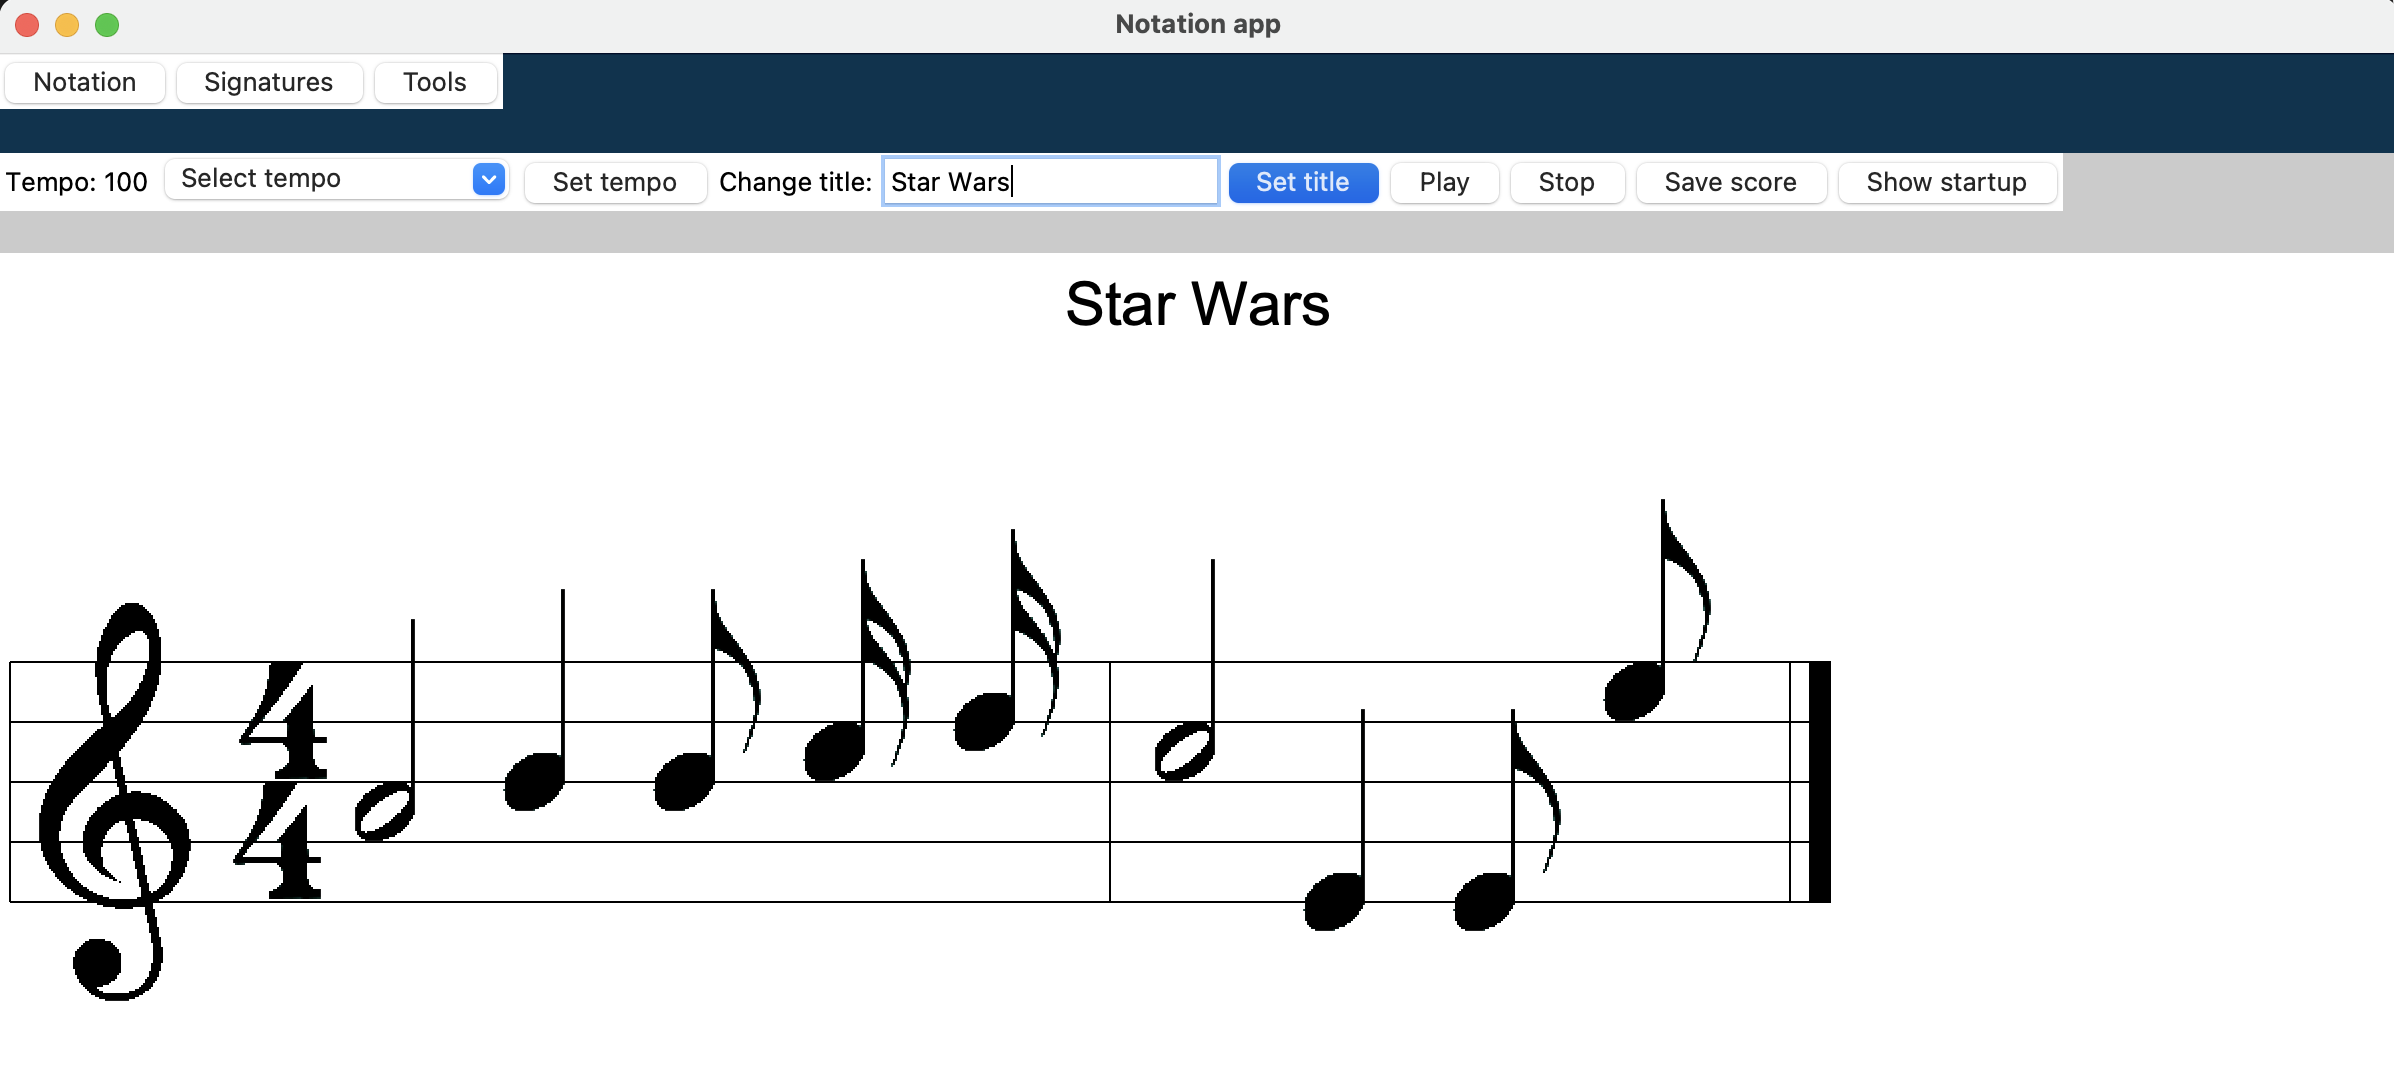 Notation app
Notation Signatures Tools
Tempo: 100 Select tempo Set tempo Change title: Star Wars Set title Play Stop Save score Show startup
Star Wars
4
4